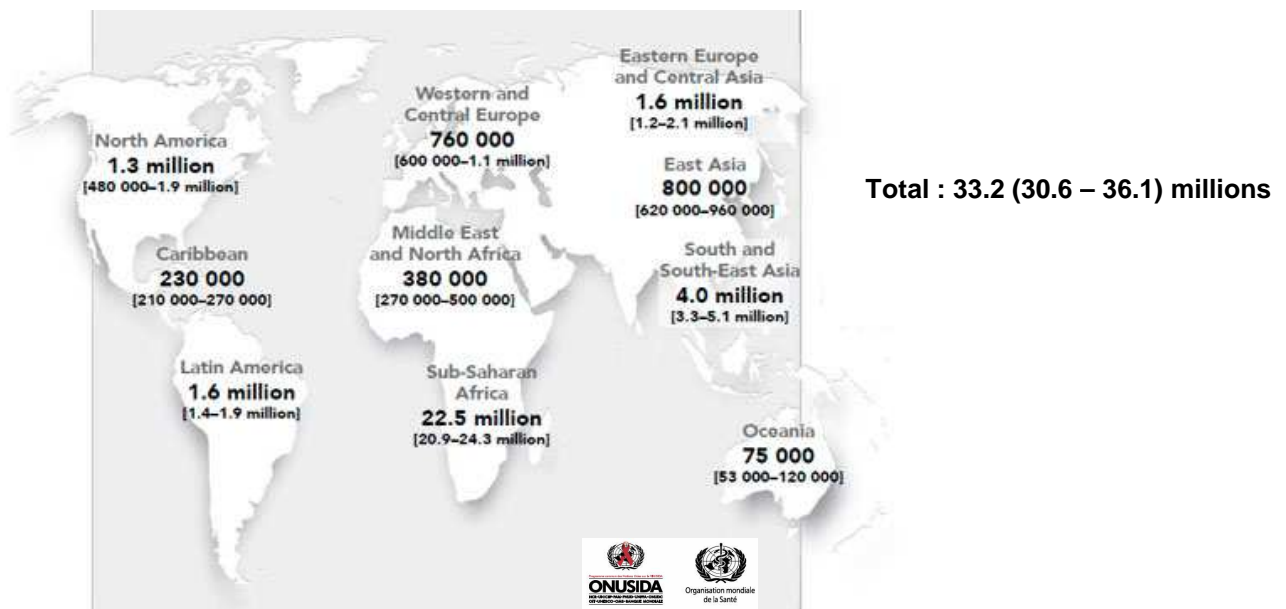 Eastern Europe
and Central Asia
1.6 million
[1.2–2.1 million]
Western and
Central Europe
760 000
[600 000–1.1 million]
North America
1.3 million
[480 000–1.9 million]
East Asia
800 000
[620 000–960 000]
Total : 33.2 (30.6 – 36.1) millions
Middle East
and North Africa
380 000
[270 000–500 000]
Caribbean
230 000
[210 000–270 000]
South and
South-East Asia
4.0 million
[3.3–5.1 million]
Latin America
1.6 million
[1.4–1.9 million]
Sub-Saharan
Africa
22.5 million
[20.9–24.3 million]
Oceania
75 000
[53 000–120 000]
ONUSIDA
Organisation mondiale
de la Santé